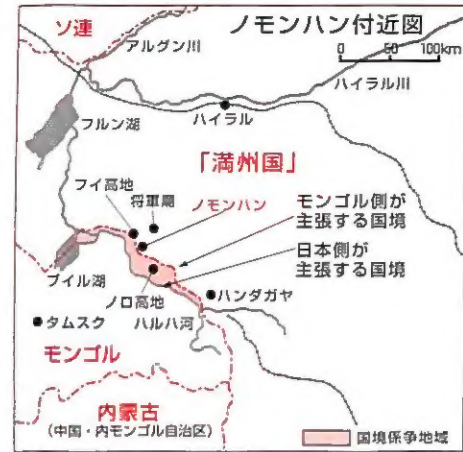 ノモンハン付近図
0 50 100km
ソ連
アルグン川
ハイラル川
ハイラル
フルン湖
「満州国」
フイ高地
将軍廟
ノモンハン
モンゴル側が
主張する国境
日本側が
主張する国境
ブイル湖
ノロ高地
ハンダガヤ
ハルハ河
タムスク
モンゴル
内蒙古
(中国・内モンゴル自治区)
国境係争地域